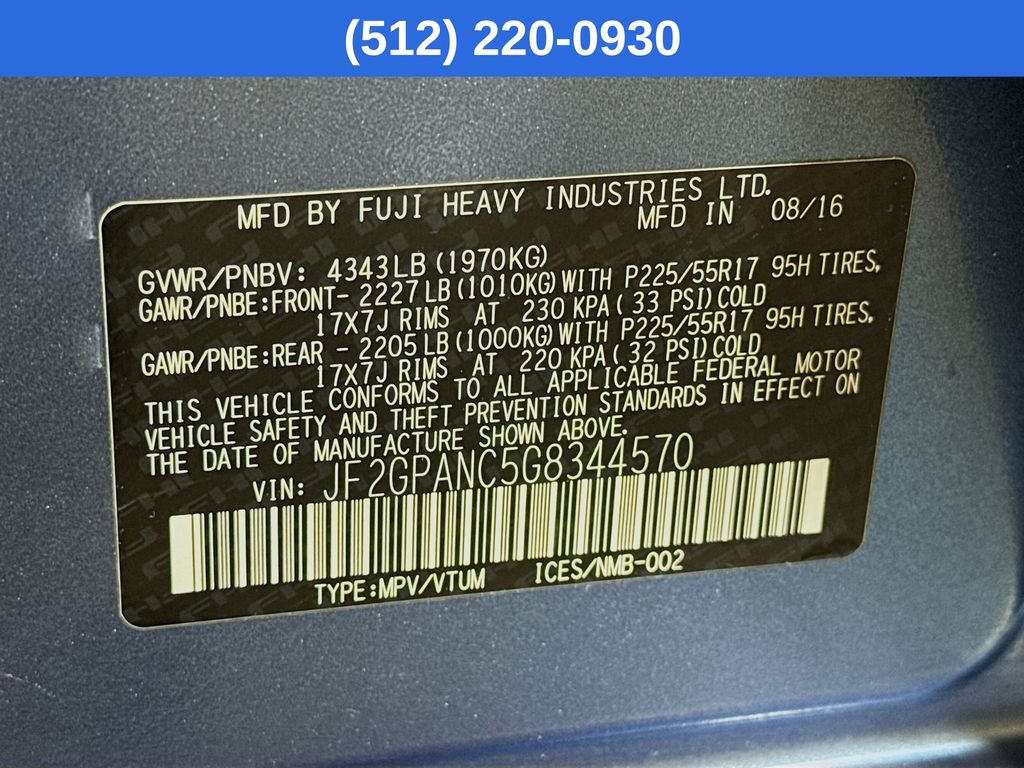 (512) 220-0930
MFD BY FUJI HEAVY INDUSTRIES LTD.
MFD IN 08/16
GVWR/PNBV: 4343LB (1970KG)
GAWR/PNBE:FRONT- 2227LB (1010KG)WITH P225/55R17 95H TIRES,
17X7J RIMS AT 230 KPA( 33 PSI)COLD
GAWR/PNBE:REAR - 2205LB (1000KG)WITH P225/55R17 95H TIRES,
17X7J RIMS AT 220 KPA( 32 PSI)COLD
THIS VEHICLE CONFORMS TO ALL APPLICABLE FEDERAL MOTOR
VEHICLE SAFETY AND THEFT PREVENTION STANDARDS IN EFFECT ON
THE DATE OF MANUFACTURE SHOWN ABOVE.
VIN: JF2GPANC5G8344570
TYPE:MPV/VTUM ICES/NMB-002